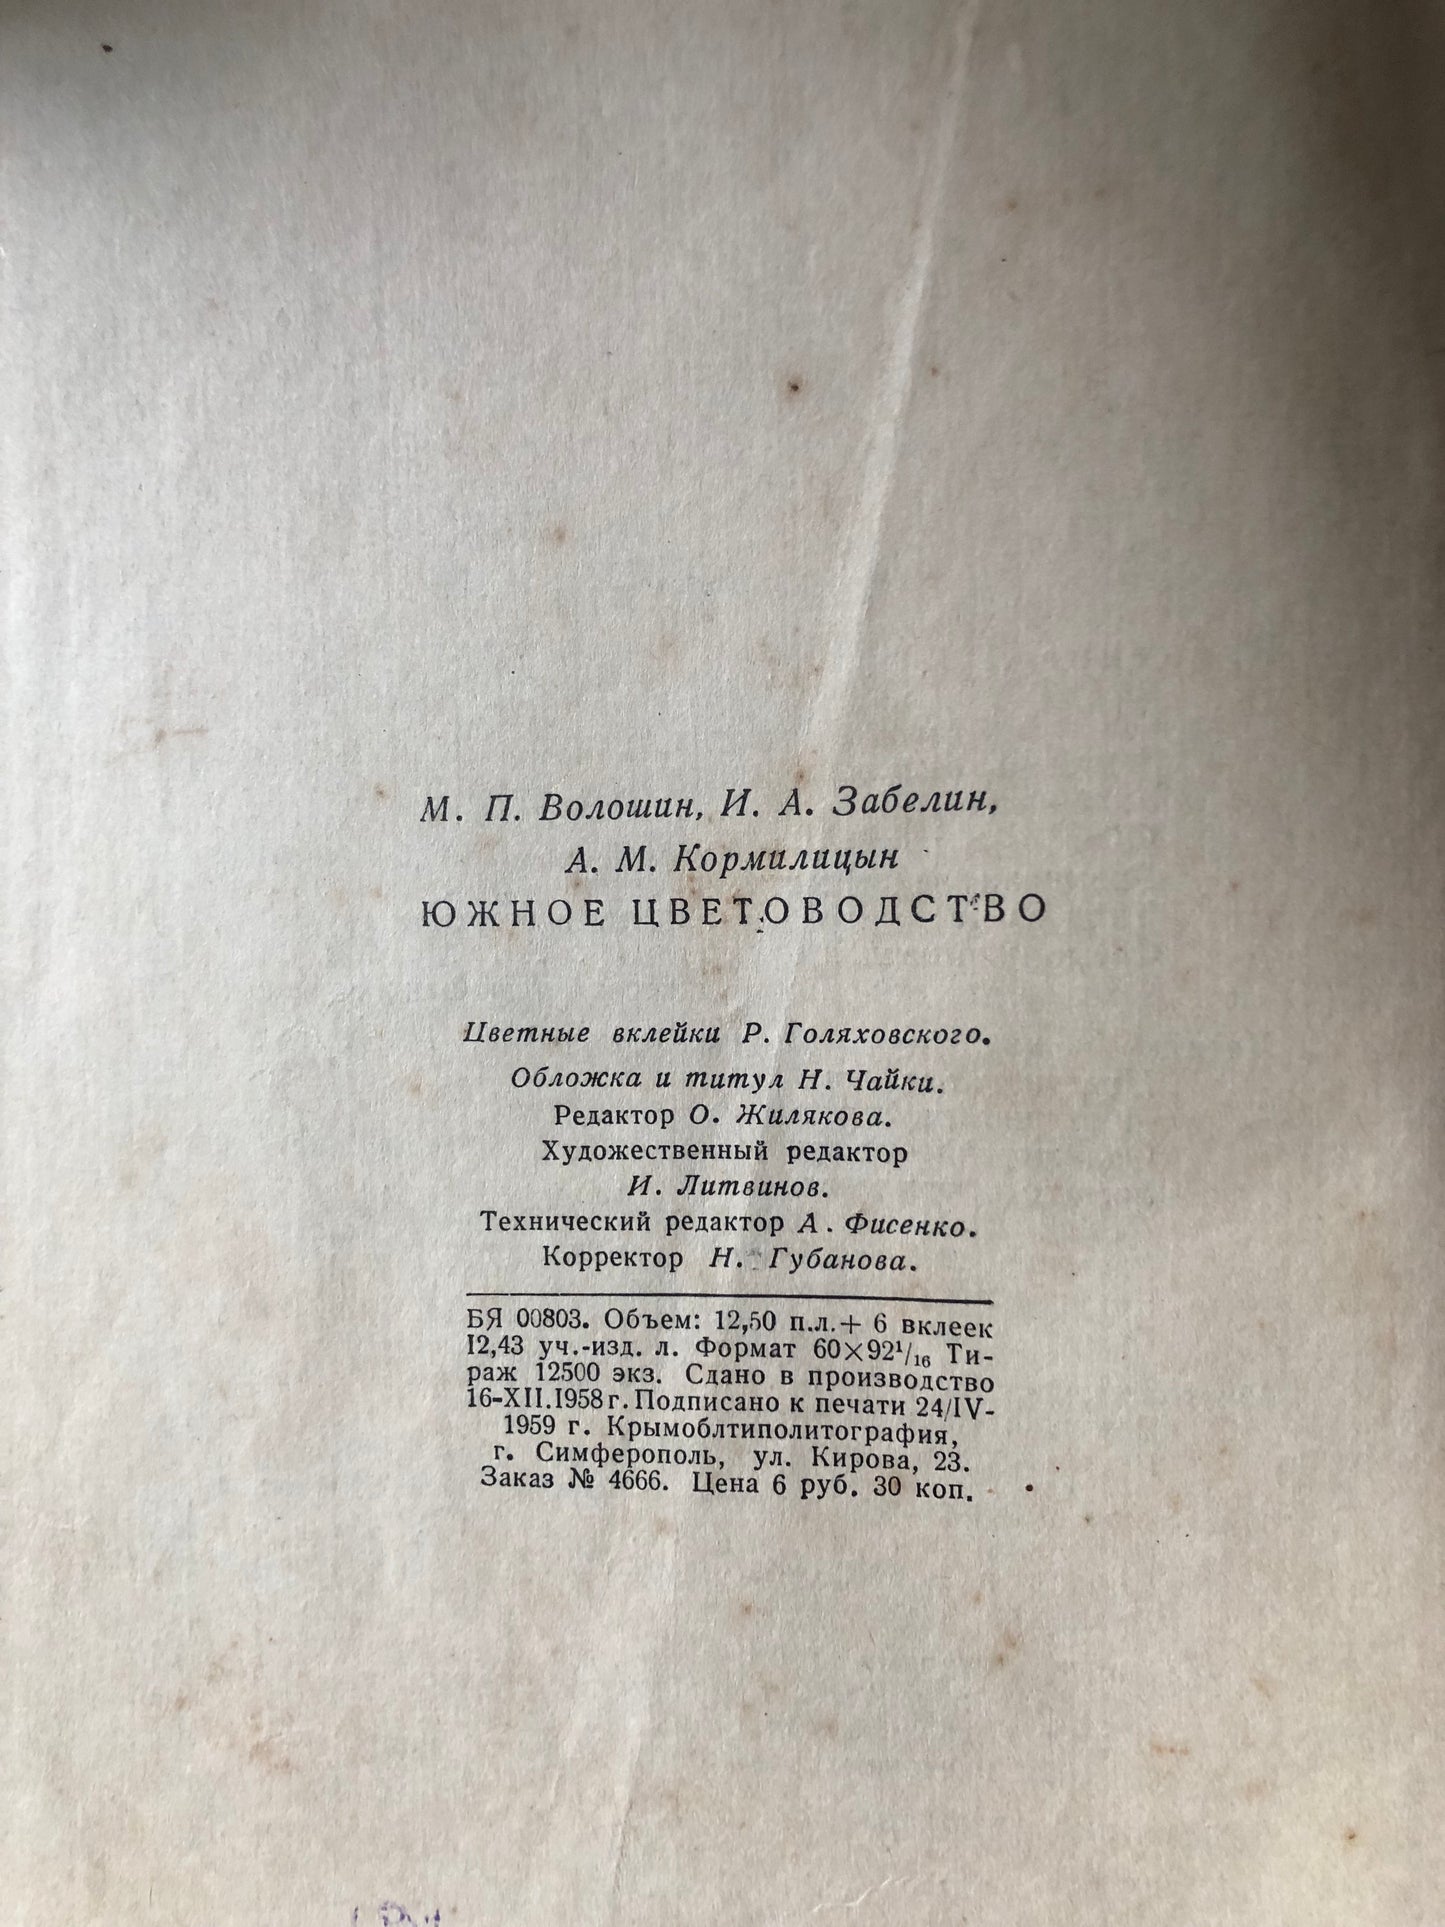 М. П. Волошин, И. А. Забелин,
А. М. Кормилицын
ЮЖНОЕ ЦВЕТОВОДСТВО
Цветные вклейки Р. Голяховского.
Обложка и титул Н. Чайки.
Редактор О. Жилякова.
Художественный редактор
И. Литвинов.
Технический редактор А. Фисенко.
Корректор Н. Губанова.
БЯ 00803. Объем: 12,50 п.л.+ 6 вклеек
12,43 уч.-изд. л. Формат 60×92¹/₁₆ Ти-
раж 12500 экз. Сдано в производство
16-XII.1958 г. Подписано к печати 24/IV-
1959 г. Крымоблтиполитография,
г. Симферополь, ул. Кирова, 23.
Заказ № 4666. Цена 6 руб. 30 коп.